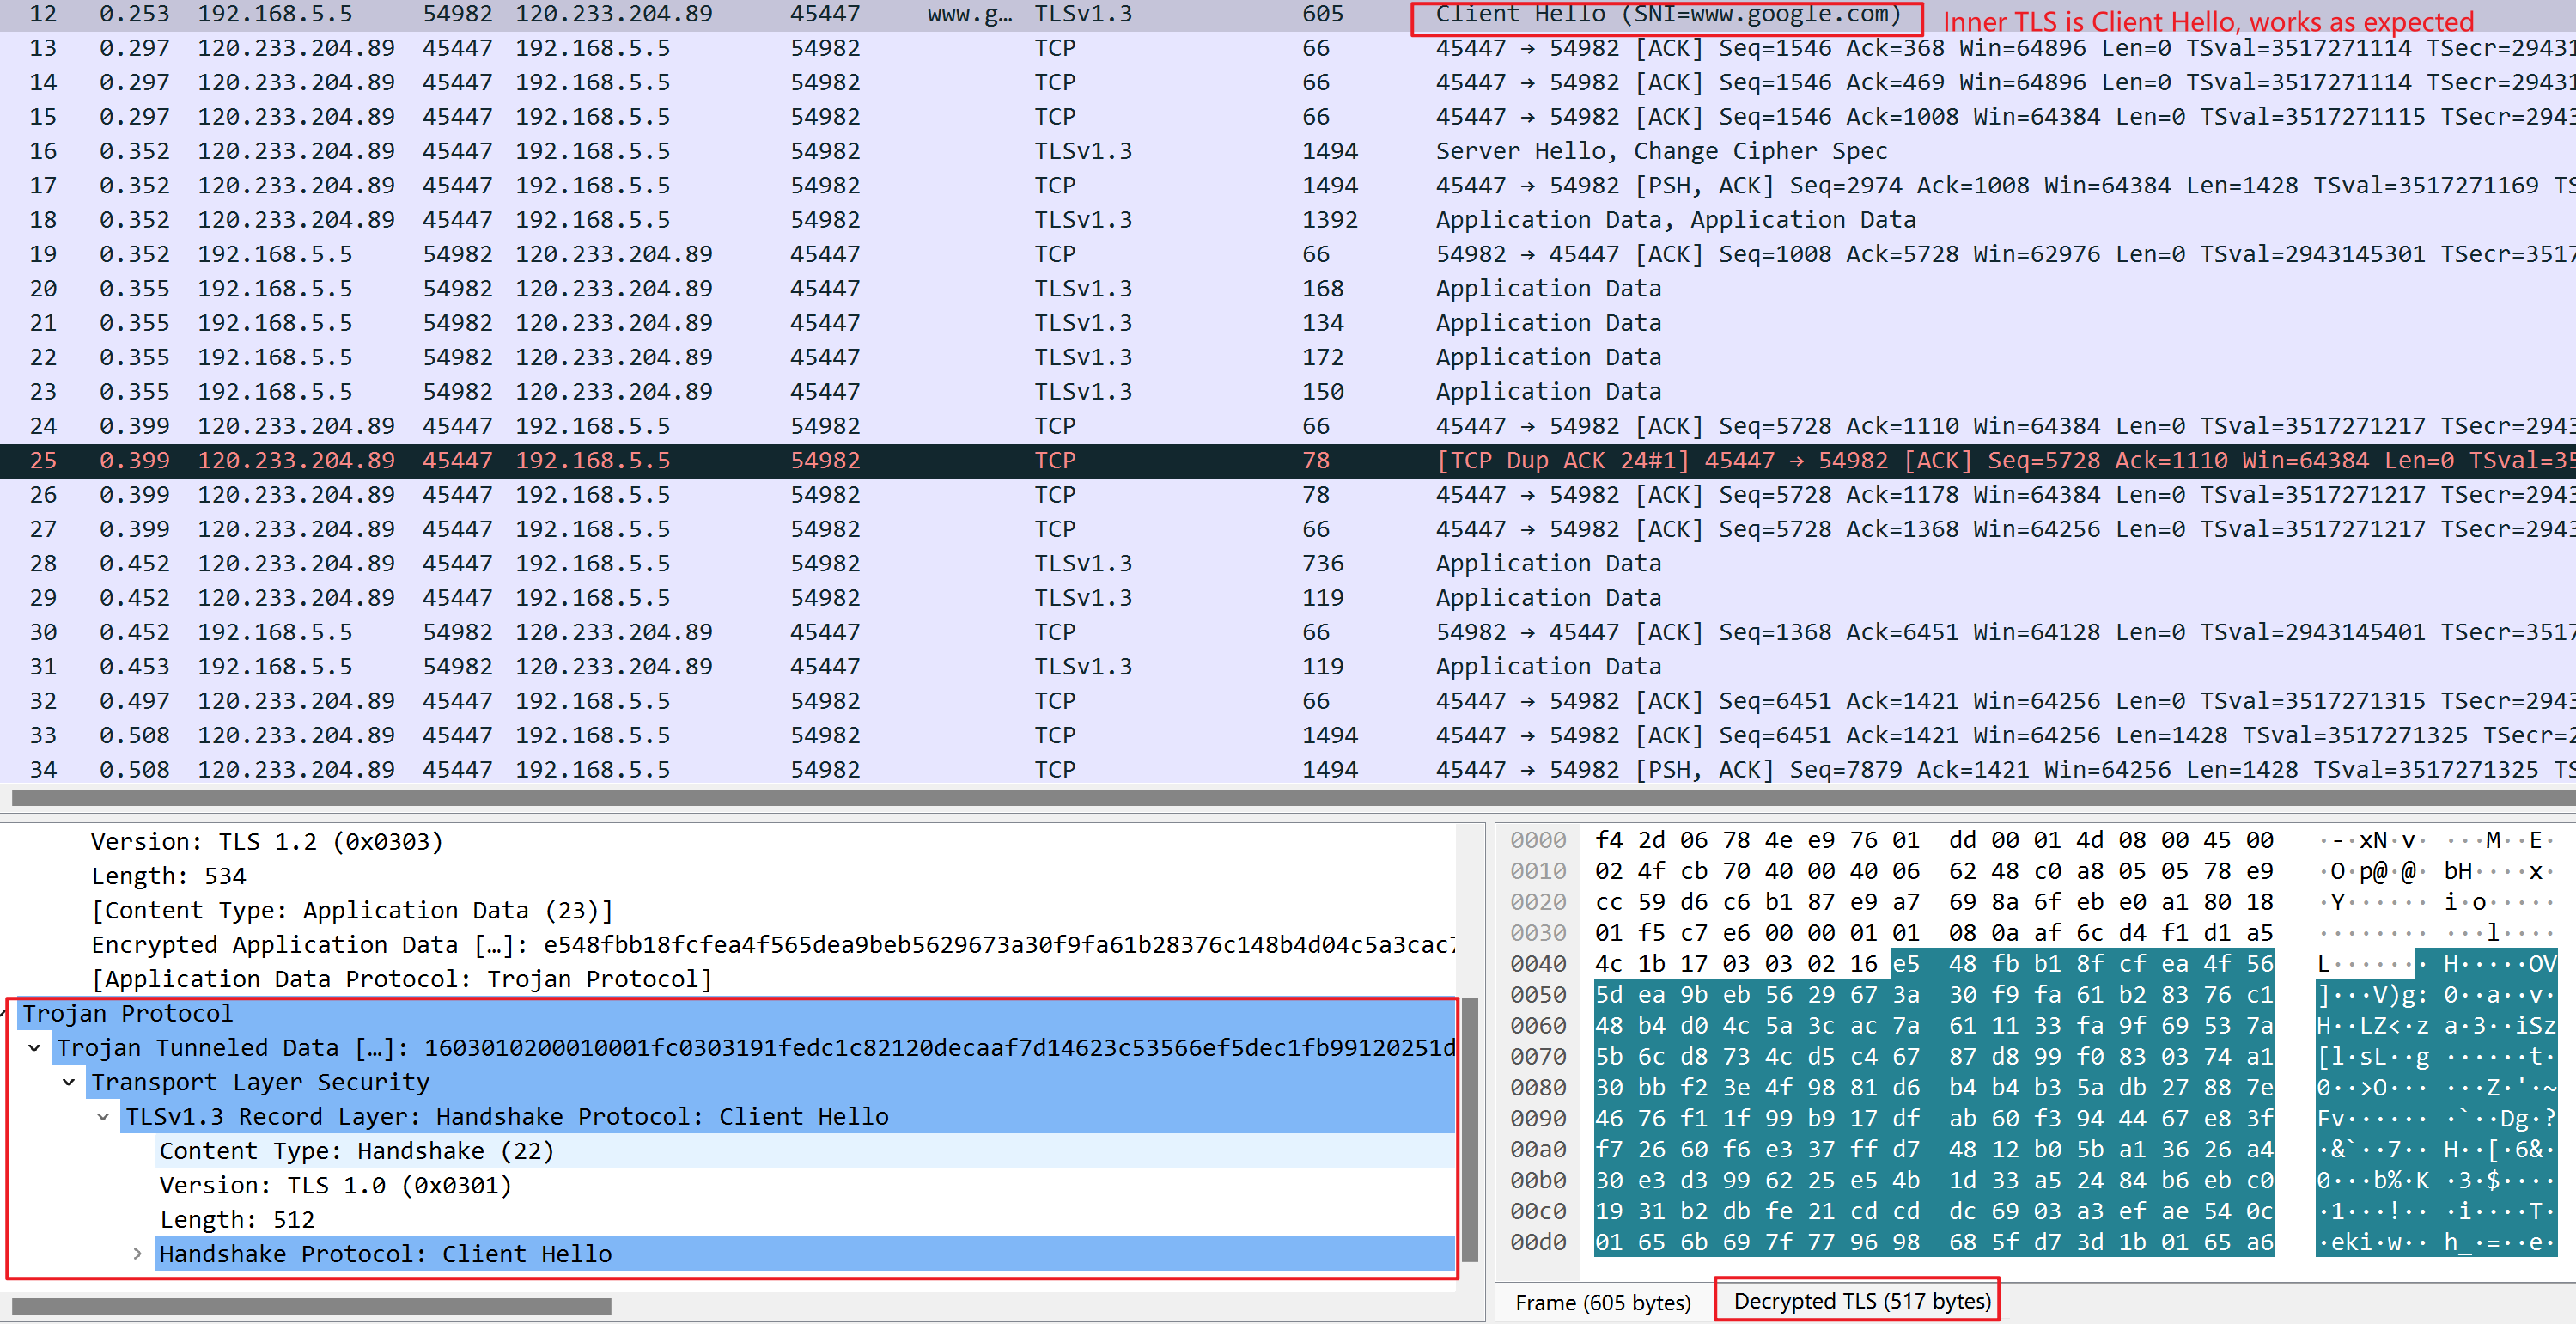 12 0.253 192.168.5.5 54982 120.233.204.89 45447 www.g… TLSv1.3 605 Client Hello (SNI=www.google.com) Inner TLS is Client Hello, works as expected
13 0.297 120.233.204.89 45447 192.168.5.5 54982 TCP 66 45447 → 54982 [ACK] Seq=1546 Ack=368 Win=64896 Len=0 TSval=3517271114 TSecr=29431
14 0.297 120.233.204.89 45447 192.168.5.5 54982 TCP 66 45447 → 54982 [ACK] Seq=1546 Ack=469 Win=64896 Len=0 TSval=3517271114 TSecr=29431
15 0.297 120.233.204.89 45447 192.168.5.5 54982 TCP 66 45447 → 54982 [ACK] Seq=1546 Ack=1008 Win=64384 Len=0 TSval=3517271115 TSecr=2943
16 0.352 120.233.204.89 45447 192.168.5.5 54982 TLSv1.3 1494 Server Hello, Change Cipher Spec
17 0.352 120.233.204.89 45447 192.168.5.5 54982 TCP 1494 45447 → 54982 [PSH, ACK] Seq=2974 Ack=1008 Win=64384 Len=1428 TSval=3517271169 TS
18 0.352 120.233.204.89 45447 192.168.5.5 54982 TLSv1.3 1392 Application Data, Application Data
19 0.352 192.168.5.5 54982 120.233.204.89 45447 TCP 66 54982 → 45447 [ACK] Seq=1008 Ack=5728 Win=62976 Len=0 TSval=2943145301 TSecr=3517
20 0.355 192.168.5.5 54982 120.233.204.89 45447 TLSv1.3 168 Application Data
21 0.355 192.168.5.5 54982 120.233.204.89 45447 TLSv1.3 134 Application Data
22 0.355 192.168.5.5 54982 120.233.204.89 45447 TLSv1.3 172 Application Data
23 0.355 192.168.5.5 54982 120.233.204.89 45447 TLSv1.3 150 Application Data
24 0.399 120.233.204.89 45447 192.168.5.5 54982 TCP 66 45447 → 54982 [ACK] Seq=5728 Ack=1110 Win=64384 Len=0 TSval=3517271217 TSecr=2943
25 0.399 120.233.204.89 45447 192.168.5.5 54982 TCP 78 [TCP Dup ACK 24#1] 45447 → 54982 [ACK] Seq=5728 Ack=1110 Win=64384 Len=0 TSval=35
26 0.399 120.233.204.89 45447 192.168.5.5 54982 TCP 78 45447 → 54982 [ACK] Seq=5728 Ack=1178 Win=64384 Len=0 TSval=3517271217 TSecr=2943
27 0.399 120.233.204.89 45447 192.168.5.5 54982 TCP 66 45447 → 54982 [ACK] Seq=5728 Ack=1368 Win=64256 Len=0 TSval=3517271217 TSecr=2943
28 0.452 120.233.204.89 45447 192.168.5.5 54982 TLSv1.3 736 Application Data
29 0.452 120.233.204.89 45447 192.168.5.5 54982 TLSv1.3 119 Application Data
30 0.452 192.168.5.5 54982 120.233.204.89 45447 TCP 66 54982 → 45447 [ACK] Seq=1368 Ack=6451 Win=64128 Len=0 TSval=2943145401 TSecr=3517
31 0.453 192.168.5.5 54982 120.233.204.89 45447 TLSv1.3 119 Application Data
32 0.497 120.233.204.89 45447 192.168.5.5 54982 TCP 66 45447 → 54982 [ACK] Seq=6451 Ack=1421 Win=64256 Len=0 TSval=3517271315 TSecr=2943
33 0.508 120.233.204.89 45447 192.168.5.5 54982 TCP 1494 45447 → 54982 [ACK] Seq=6451 Ack=1421 Win=64256 Len=1428 TSval=3517271325 TSecr=2
34 0.508 120.233.204.89 45447 192.168.5.5 54982 TCP 1494 45447 → 54982 [PSH, ACK] Seq=7879 Ack=1421 Win=64256 Len=1428 TSval=3517271325 TS
Version: TLS 1.2 (0x0303)
Length: 534
[Content Type: Application Data (23)]
Encrypted Application Data […]: e548fbb18fcfea4f565dea9beb5629673a30f9fa61b28376c148b4d04c5a3cac7
[Application Data Protocol: Trojan Protocol]
Trojan Protocol
Trojan Tunneled Data […]: 1603010200010001fc0303191fedc1c82120decaaf7d14623c53566ef5dec1fb99120251d
Transport Layer Security
TLSv1.3 Record Layer: Handshake Protocol: Client Hello
Content Type: Handshake (22)
Version: TLS 1.0 (0x0301)
Length: 512
Handshake Protocol: Client Hello
0000 f4 2d 06 78 4e e9 76 01 dd 00 01 4d 08 00 45 00 ·-·xN·v· ···M··E·
0010 02 4f cb 70 40 00 40 06 62 48 c0 a8 05 05 78 e9 ·O·p@·@· bH····x·
0020 cc 59 d6 c6 b1 87 e9 a7 69 8a 6f eb e0 a1 80 18 ·Y······ i·o·····
0030 01 f5 c7 e6 00 00 01 01 08 0a af 6c d4 f1 d1 a5 ········ ···l····
0040 4c 1b 17 03 03 02 16 e5 48 fb b1 8f cf ea 4f 56 L······· H·····OV
0050 5d ea 9b eb 56 29 67 3a 30 f9 fa 61 b2 83 76 c1 ]···V)g: 0··a··v·
0060 48 b4 d0 4c 5a 3c ac 7a 61 11 33 fa 9f 69 53 7a H··LZ<·z a·3··iSz
0070 5b 6c d8 73 4c d5 c4 67 87 d8 99 f0 83 03 74 a1 [l·sL··g ······t·
0080 30 bb f2 3e 4f 98 81 d6 b4 b4 b3 5a db 27 88 7e 0··>O··· ···Z·'·~
0090 46 76 f1 1f 99 b9 17 df ab 60 f3 94 44 67 e8 3f Fv······ ·`··Dg·?
00a0 f7 26 60 f6 e3 37 ff d7 48 12 b0 5b a1 36 26 a4 ·&`··7·· H··[·6&·
00b0 30 e3 d3 99 62 25 e5 4b 1d 33 a5 24 84 b6 eb c0 0···b%·K ·3·$····
00c0 19 31 b2 db fe 21 cd cd dc 69 03 a3 ef ae 54 0c ·1···!·· ·i····T·
00d0 01 65 6b 69 7f 77 96 98 68 5f d7 3d 1b 01 65 a6 ·eki·w·· h_·=··e·
Frame (605 bytes) Decrypted TLS (517 bytes)